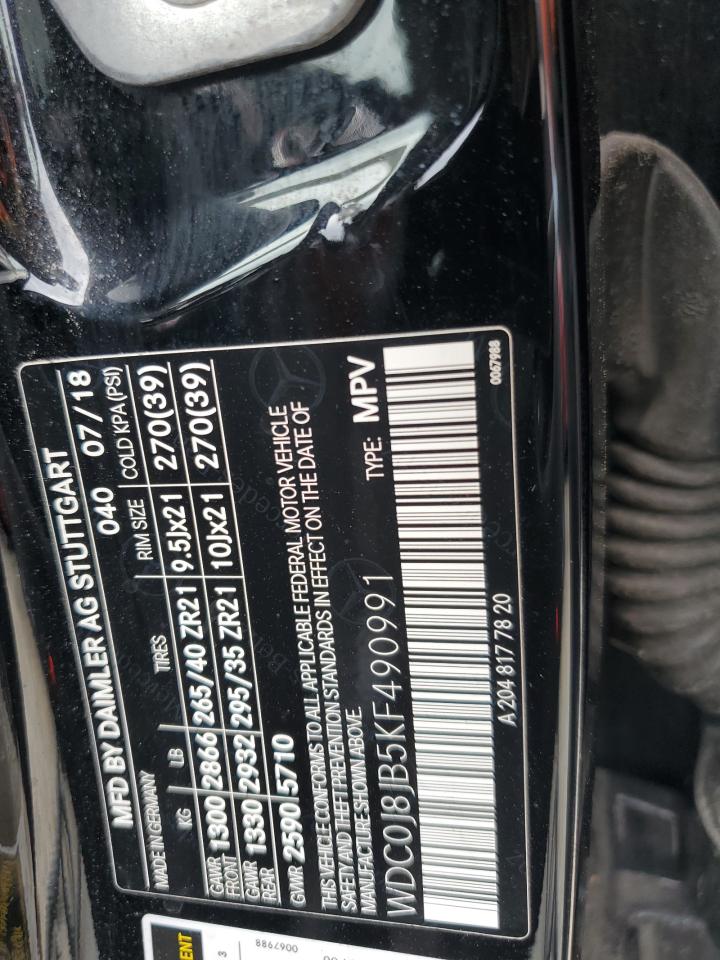 MFD BY DAIMLER AG STUTTGART
MADE IN GERMANY 040 07/18
KG LB TIRES RIM SIZE COLD KPA (PSI)
GAWR FRONT 1300 2866 265/40 ZR21 9.5Jx21 270(39)
GAWR REAR 1330 2932 295/35 ZR21 10Jx21 270(39)
GVWR 2590 5710
THIS VEHICLE CONFORMS TO ALL APPLICABLE FEDERAL MOTOR VEHICLE
SAFETY AND THEFT PREVENTION STANDARDS IN EFFECT ON THE DATE OF
MANUFACTURE SHOWN ABOVE.
WDC0J8JB5KF490991 TYPE: MPV
A 204 817 78 20 0067988
0067988